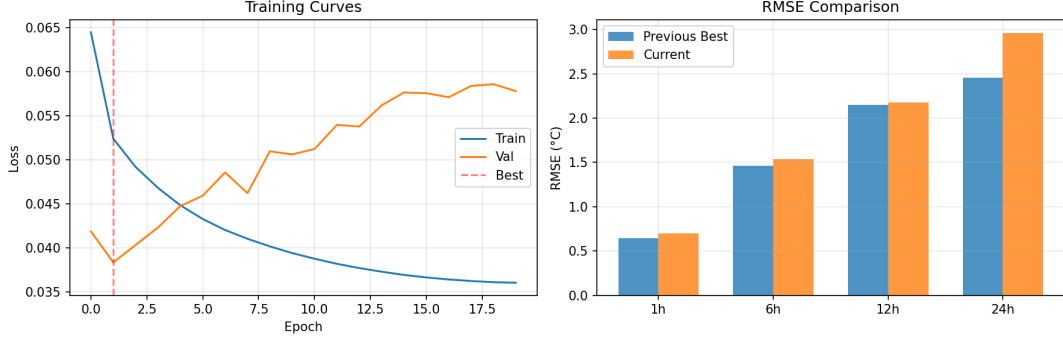 Training Curves
0.065
0.060
0.055
0.050
0.045
0.040
0.035
Loss
Train
Val
Best
0.0 2.5 5.0 7.5 10.0 12.5 15.0 17.5
Epoch
RMSE Comparison
3.0
2.5
2.0
1.5
1.0
0.5
0.0
RMSE (°C)
Previous Best
Current
1h 6h 12h 24h